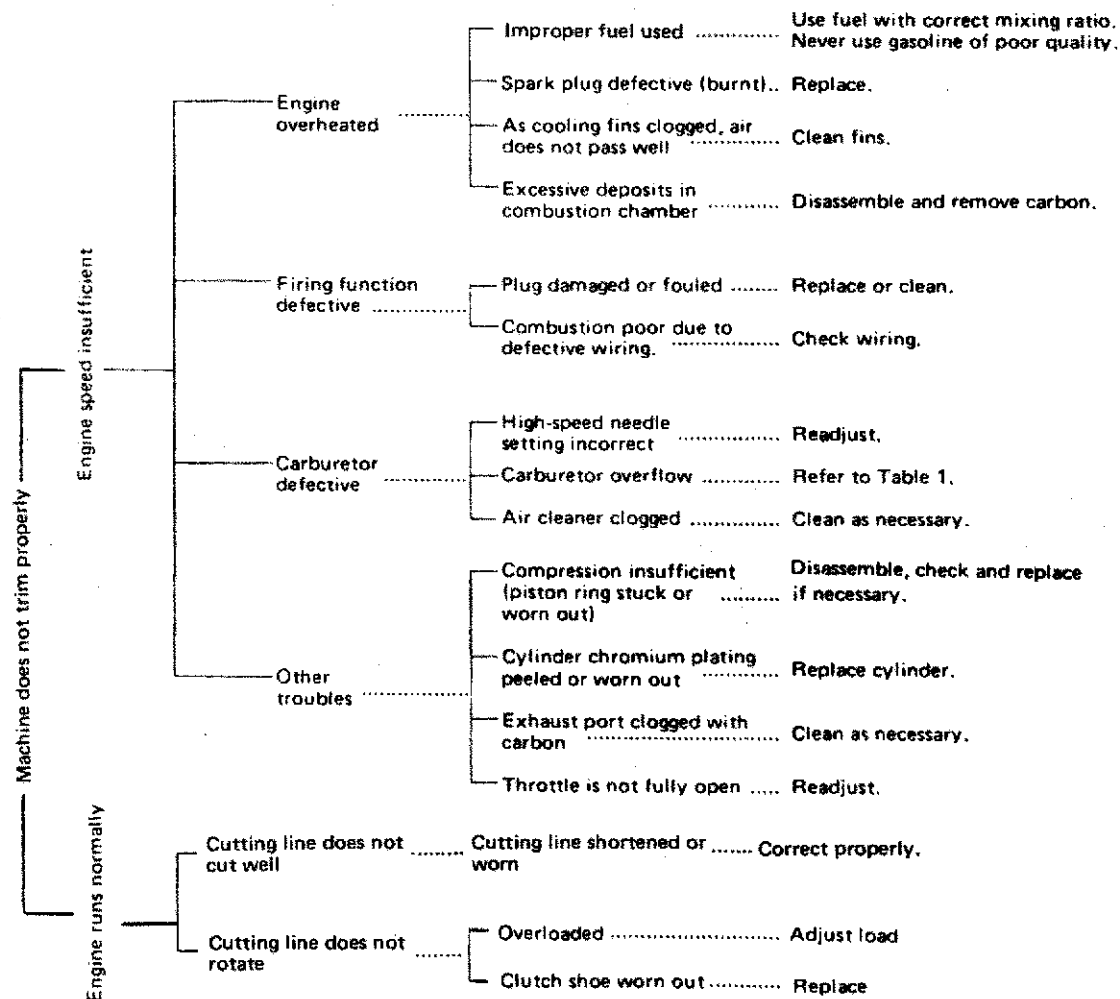 Machine does not trim properly
Engine speed insufficient
Engine
overheated
Improper fuel used
Use fuel with correct mixing ratio.
Never use gasoline of poor quality.
Spark plug defective (burnt)..
Replace.
As cooling fins clogged, air
does not pass well
Clean fins.
Excessive deposits in
combustion chamber
Disassemble and remove carbon.
Firing function
defective
Plug damaged or fouled
Replace or clean.
Combustion poor due to
defective wiring.
Check wiring.
Carburetor
defective
High-speed needle
setting incorrect
Readjust.
Carburetor overflow
Refer to Table 1.
Air cleaner clogged
Clean as necessary.
Other
troubles
Compression insufficient
(piston ring stuck or
worn out)
Disassemble, check and replace
if necessary.
Cylinder chromium plating
peeled or worn out
Replace cylinder.
Exhaust port clogged with
carbon
Clean as necessary.
Throttle is not fully open
Readjust.
Engine runs normally
Cutting line does not
cut well
Cutting line shortened or
worn
Correct properly.
Cutting line does not
rotate
Overloaded
Adjust load
Clutch shoe worn out
Replace